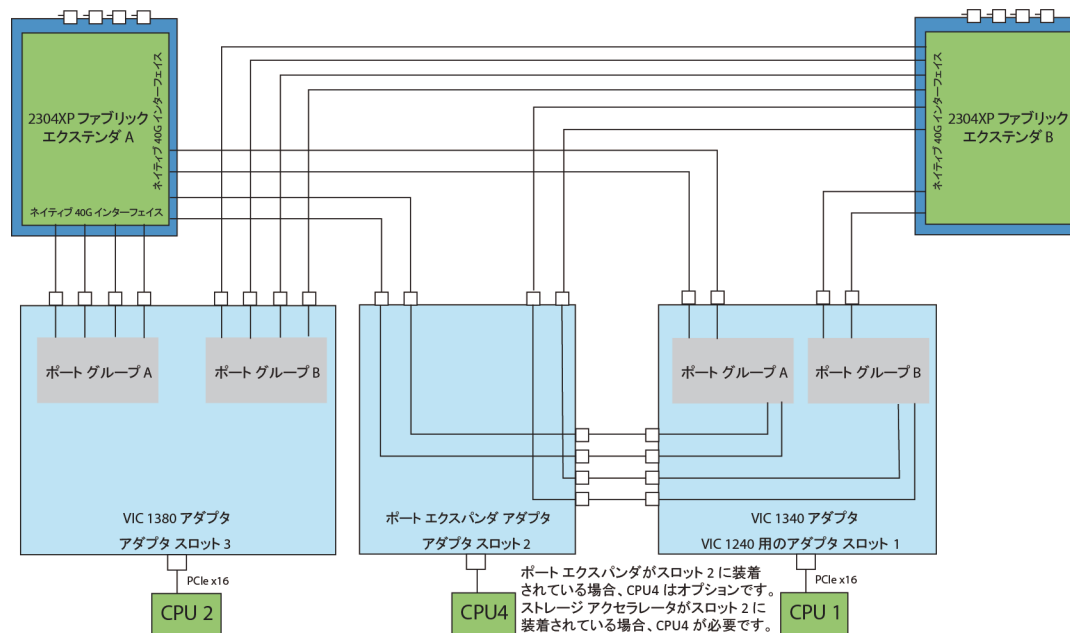 2304XP ファブリック
エクステンダ A
ネイティブ 40G インターフェイス
ネイティブ 40G インターフェイス
2304XP ファブリック
エクステンダ B
ネイティブ 40G インターフェイス
ポート グループ A
ポート グループ B
ポート グループ A
ポート グループ B
VIC 1380 アダプタ
アダプタ スロット 3
ポート エクスパンダ アダプタ
アダプタ スロット 2
VIC 1340 アダプタ
VIC 1240 用のアダプタ スロット 1
PCIe x16
CPU 2
CPU4
ポート エクスパンダがスロット 2 に装着
されている場合、CPU4 はオプションです。
ストレージ アクセラレータがスロット 2 に
装着されている場合、CPU4 が必要です。
PCIe x16
CPU 1